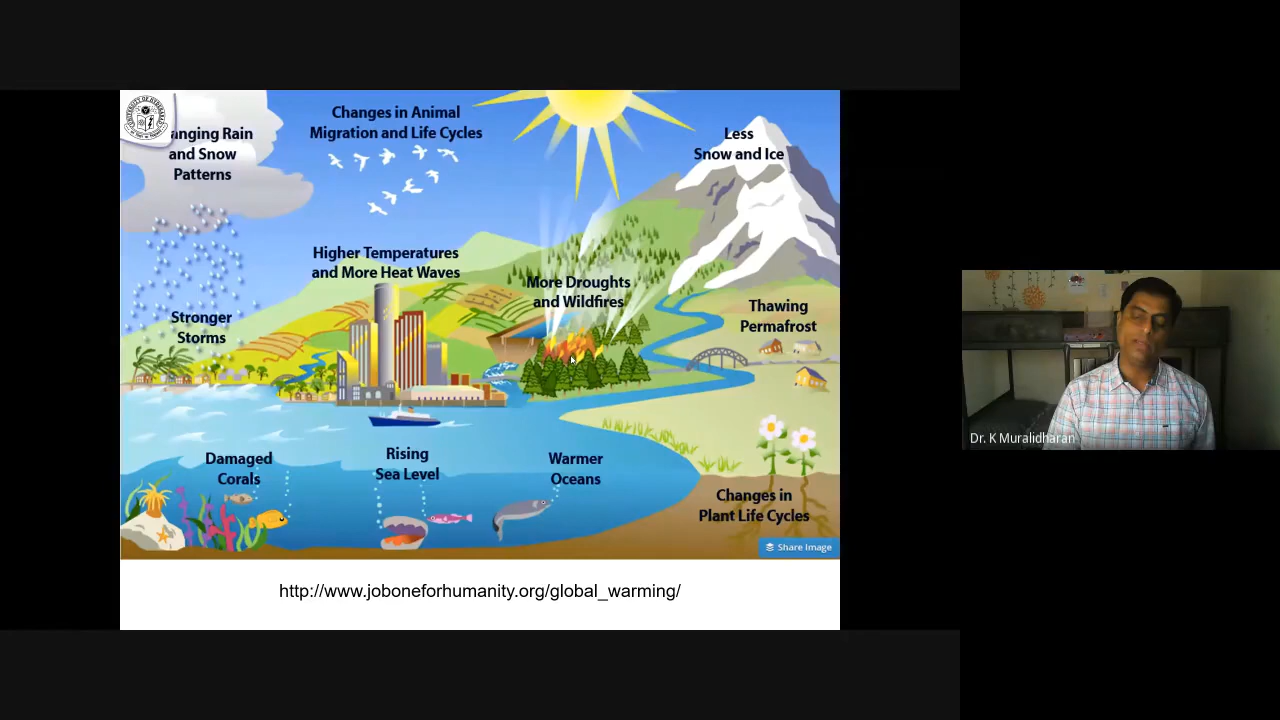 Changes in Animal
Migration and Life Cycles
anging Rain
and Snow
Patterns
Less
Snow and Ice
Higher Temperatures
and More Heat Waves
More Droughts
and Wildfires
Stronger
Storms
Thawing
Permafrost
Damaged
Corals
Rising
Sea Level
Warmer
Oceans
Changes in
Plant Life Cycles
Share Image
http://www.joboneforhumanity.org/global_warming/
Dr. K Muralidharan